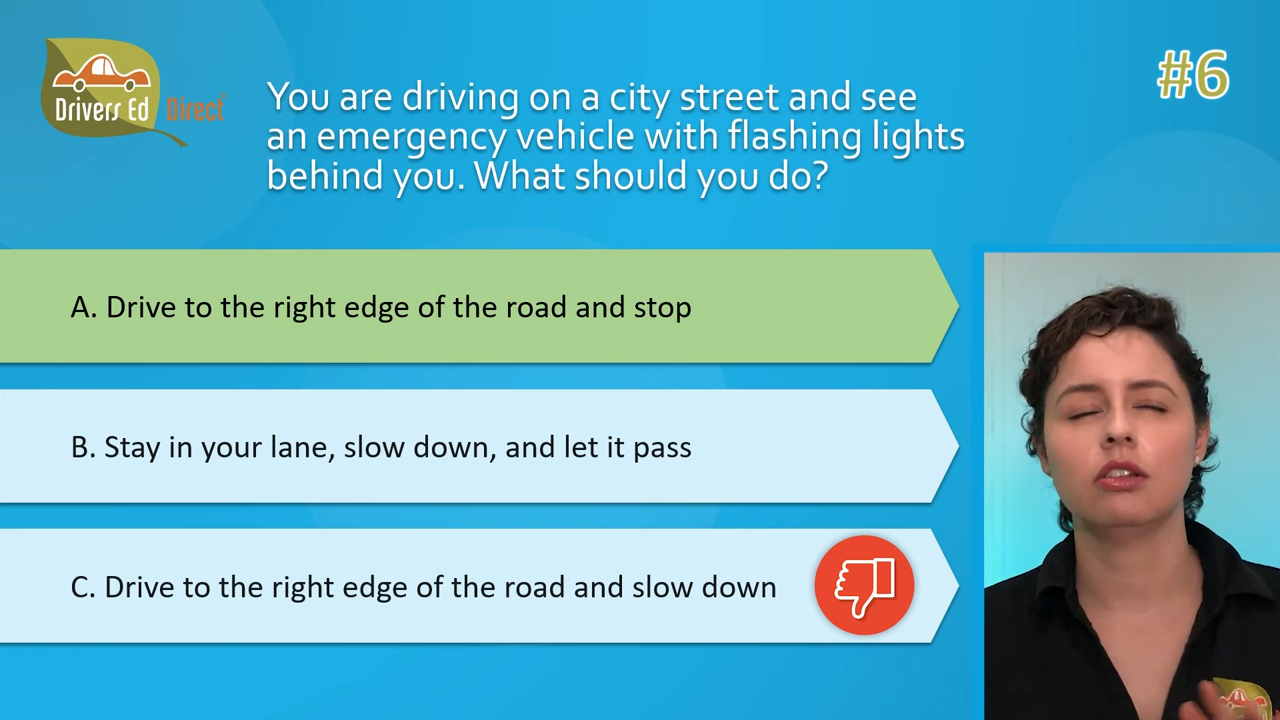 Drivers Ed Direct
#6
You are driving on a city street and see
an emergency vehicle with flashing lights
behind you. What should you do?
A. Drive to the right edge of the road and stop
B. Stay in your lane, slow down, and let it pass
C. Drive to the right edge of the road and slow down